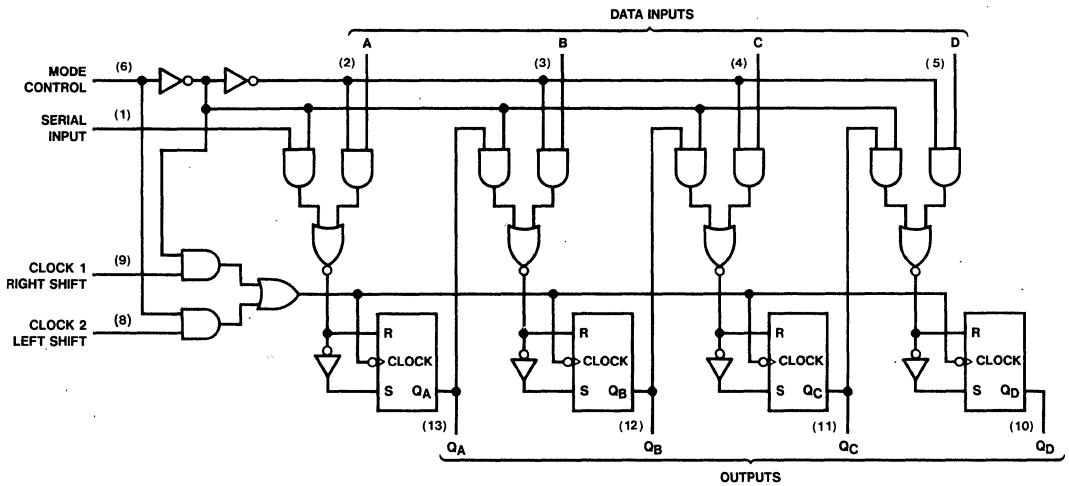 DATA INPUTS
A B C D
MODE CONTROL (6) (2) (3) (4) (5)
SERIAL INPUT (1)
CLOCK 1 RIGHT SHIFT (9)
CLOCK 2 LEFT SHIFT (8)
R R R R
CLOCK CLOCK CLOCK CLOCK
S QA S QB S QC S QD
(13) (12) (11) (10)
QA QB QC QD
OUTPUTS